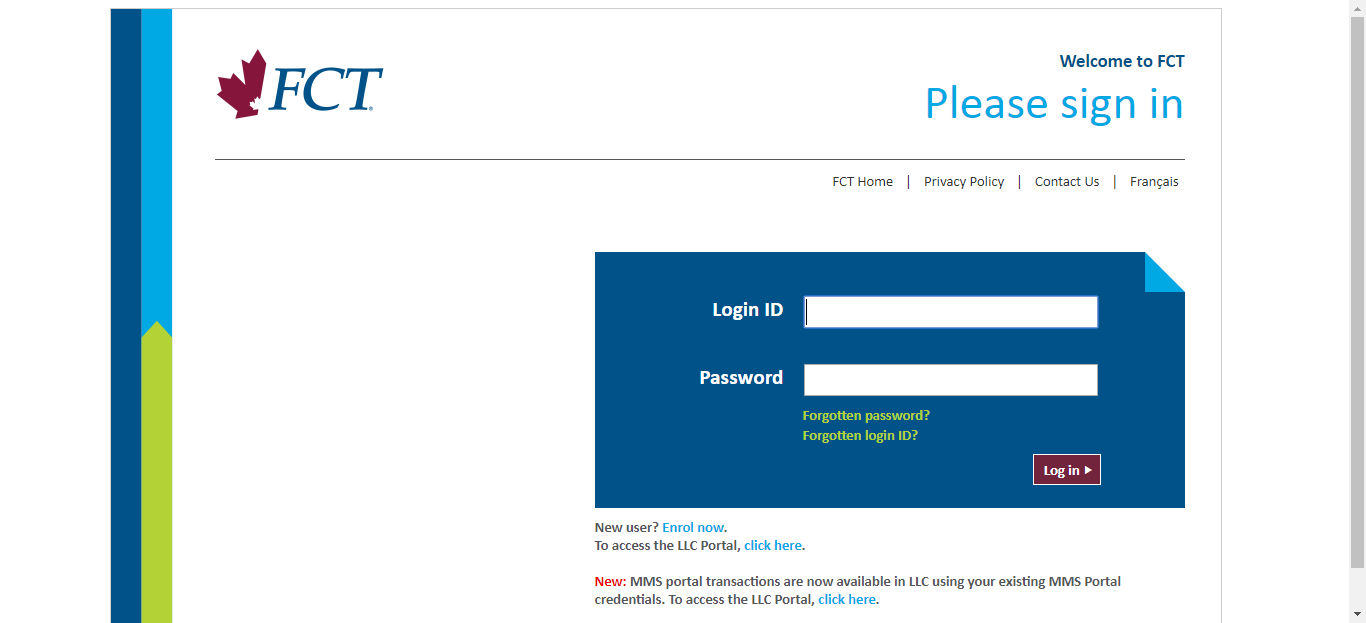 FCT
Welcome to FCT
Please sign in
FCT Home | Privacy Policy | Contact Us | Français
Login ID
Password
Forgotten password?
Forgotten login ID?
Log in
New user? Enrol now.
To access the LLC Portal, click here.
New: MMS portal transactions are now available in LLC using your existing MMS Portal
credentials. To access the LLC Portal, click here.